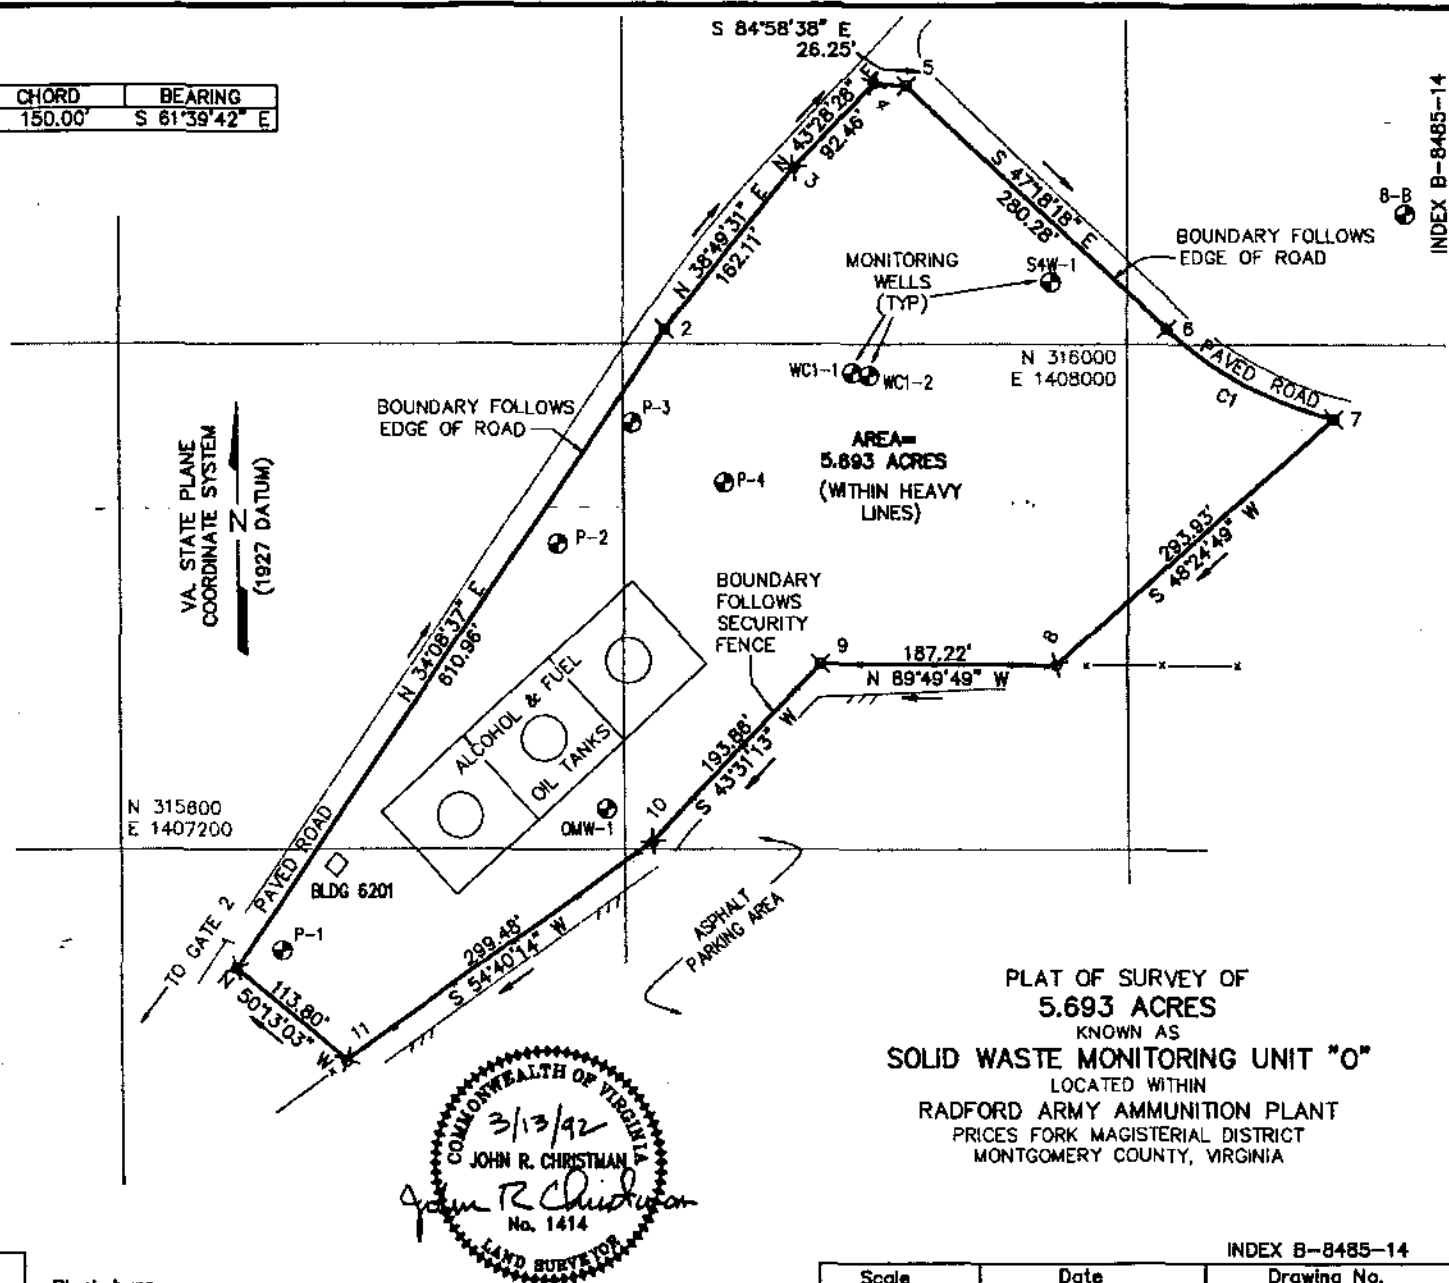 S 84°58'38" E
26.25'
CHORD BEARING
150.00' S 61°39'42" E
INDEX B-8485-14
5
4
N 43°28'28" E
92.46'
3
N 38°49'31" E
162.11'
2
S 47°18'18" E
280.28'
8-B
BOUNDARY FOLLOWS
EDGE OF ROAD
MONITORING
WELLS
(TYP)
S4W-1
6
PAVED ROAD
C1
7
N 316000
E 1408000
WC1-1
WC1-2
BOUNDARY FOLLOWS
EDGE OF ROAD
P-3
P-4
P-2
AREA=
5.693 ACRES
(WITHIN HEAVY
LINES)
VA. STATE PLANE
COORDINATE SYSTEM
N
(1927 DATUM)
293.93'
S 48°24'49" W
BOUNDARY
FOLLOWS
SECURITY
FENCE
N 34°08'37" E
610.96'
9
187.22'
N 89°49'49" W
8
ALCOHOL & FUEL
OIL TANKS
193.86'
S 43°31'13" W
10
N 315600
E 1407200
OMW-1
PAVED ROAD
BLDG 6201
ASPHALT
PARKING AREA
TO GATE 2
P-1
299.48'
S 54°40'14" W
113.80'
N 50°13'03" W
11
PLAT OF SURVEY OF
5.693 ACRES
KNOWN AS
SOLID WASTE MONITORING UNIT "O"
LOCATED WITHIN
RADFORD ARMY AMMUNITION PLANT
PRICES FORK MAGISTERIAL DISTRICT
MONTGOMERY COUNTY, VIRGINIA
COMMONWEALTH OF VIRGINIA
3/13/92
JOHN R. CHRISTMAN
John R Christman
No. 1414
LAND SURVEYOR
INDEX B-8485-14
Scale Date Drawing No.